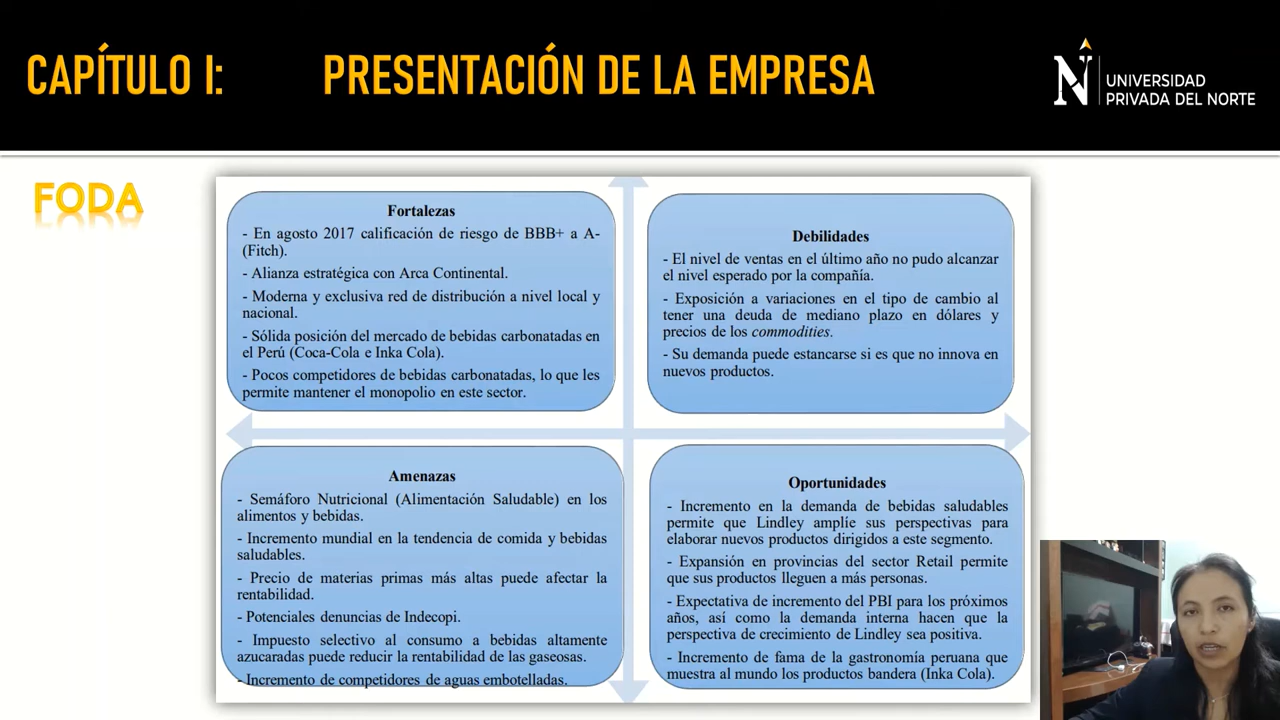 CAPÍTULO I: PRESENTACIÓN DE LA EMPRESA
UNIVERSIDAD
PRIVADA DEL NORTE
FODA
Fortalezas
- En agosto 2017 calificación de riesgo de BBB+ a A-
(Fitch).
- Alianza estratégica con Arca Continental.
- Moderna y exclusiva red de distribución a nivel local y
nacional.
- Sólida posición del mercado de bebidas carbonatadas en
el Perú (Coca-Cola e Inka Cola).
- Pocos competidores de bebidas carbonatadas, lo que les
permite mantener el monopolio en este sector.
Debilidades
- El nivel de ventas en el último año no pudo alcanzar
el nivel esperado por la compañía.
- Exposición a variaciones en el tipo de cambio al
tener una deuda de mediano plazo en dólares y
precios de los commodities.
- Su demanda puede estancarse si es que no innova en
nuevos productos.
Amenazas
- Semáforo Nutricional (Alimentación Saludable) en los
alimentos y bebidas.
- Incremento mundial en la tendencia de comida y bebidas
saludables.
- Precio de materias primas más altas puede afectar la
rentabilidad.
- Potenciales denuncias de Indecopi.
- Impuesto selectivo al consumo a bebidas altamente
azucaradas puede reducir la rentabilidad de las gaseosas.
- Incremento de competidores de aguas embotelladas.
Oportunidades
- Incremento en la demanda de bebidas saludables
permite que Lindley amplíe sus perspectivas para
elaborar nuevos productos dirigidos a este segmento.
- Expansión en provincias del sector Retail permite
que sus productos lleguen a más personas.
- Expectativa de incremento del PBI para los próximos
años, así como la demanda interna hacen que la
perspectiva de crecimiento de Lindley sea positiva.
- Incremento de fama de la gastronomía peruana que
muestra al mundo los productos bandera (Inka Cola).